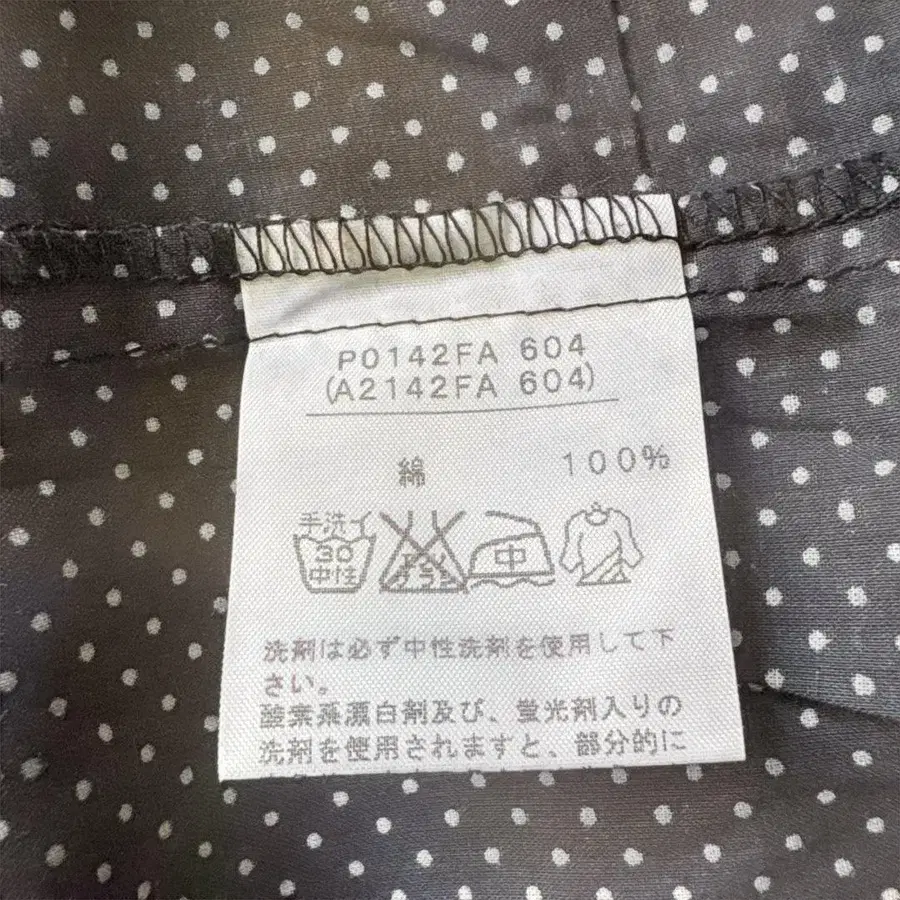 P0142FA 604
(A2142FA 604)
綿 100%
手洗イ
30
中性
中
洗剤は必ず中性洗剤を使用して下
さい。
酸素系漂白剤及び、蛍光剤入りの
洗剤を使用されますと、部分的に